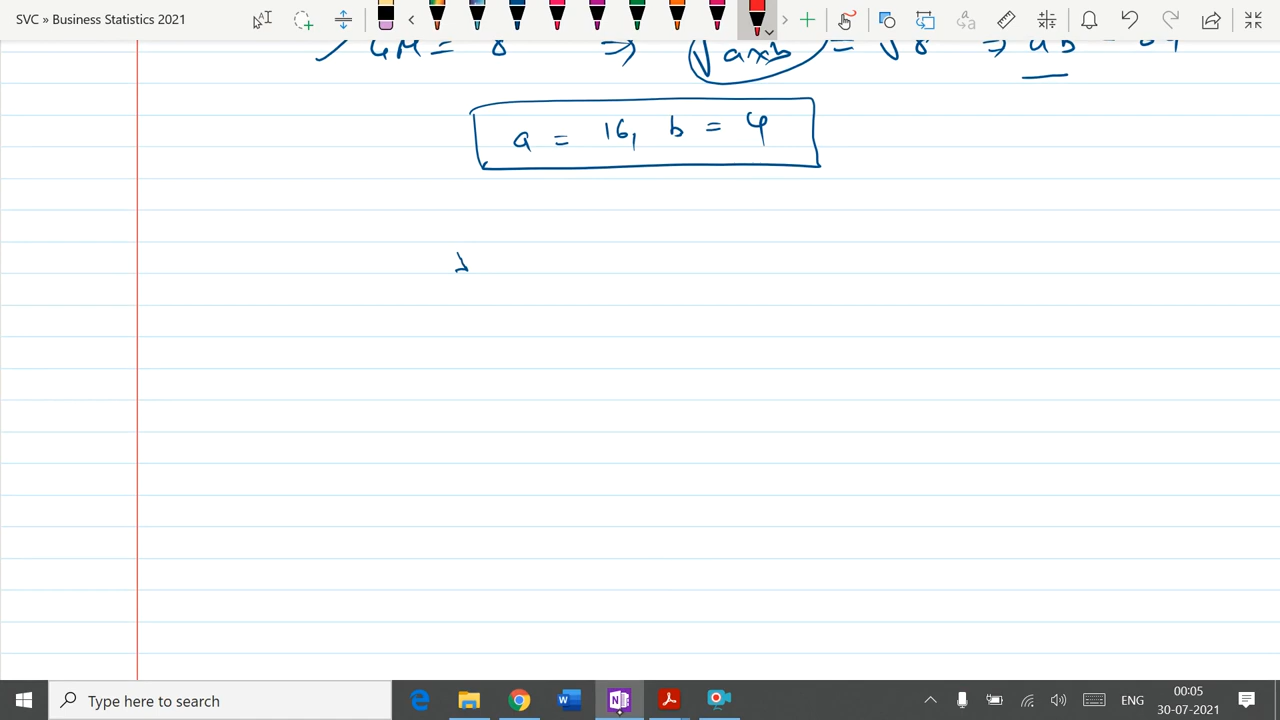 SVC » Business Statistics 2021
GM = 8 ⇒ √a×b = √8 ⇒ ab = 64
a = 16, b = 4
Type here to search
ENG
00:05
30-07-2021